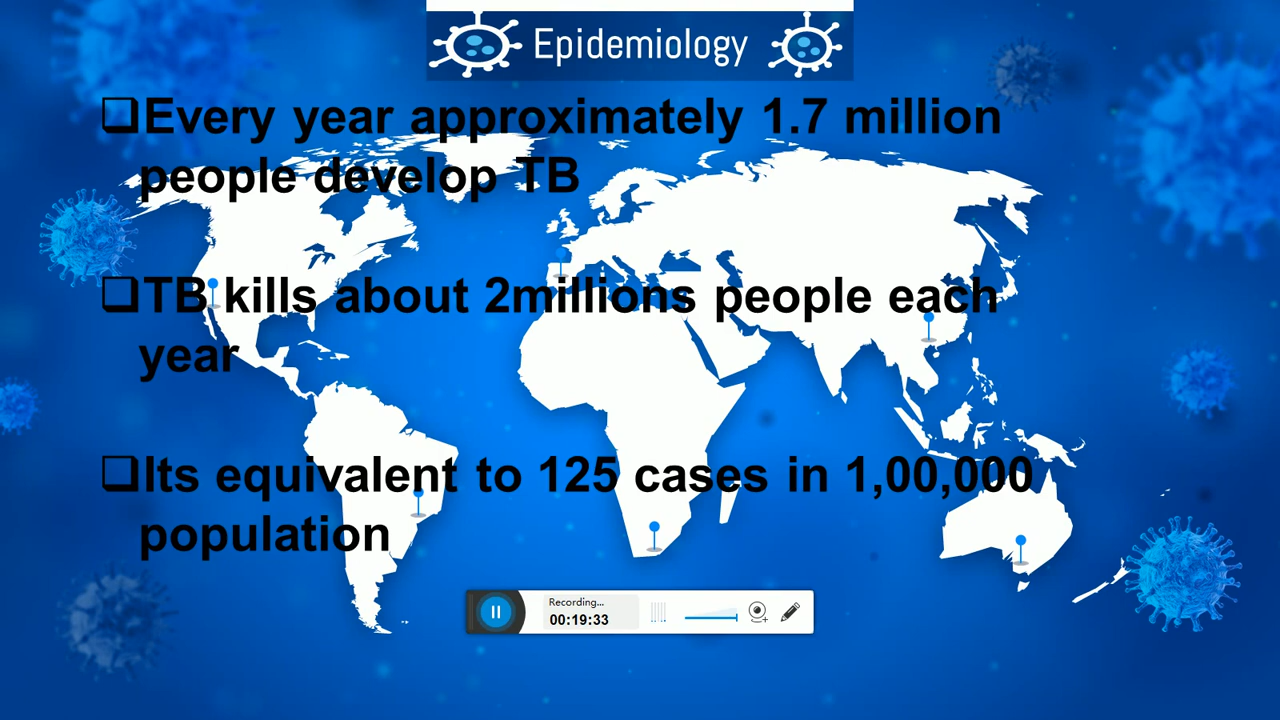 Epidemiology
❑Every year approximately 1.7 million
people develop TB
❑TB kills about 2millions people each
year
❑Its equivalent to 125 cases in 1,00,000
population
Recording...
00:19:33